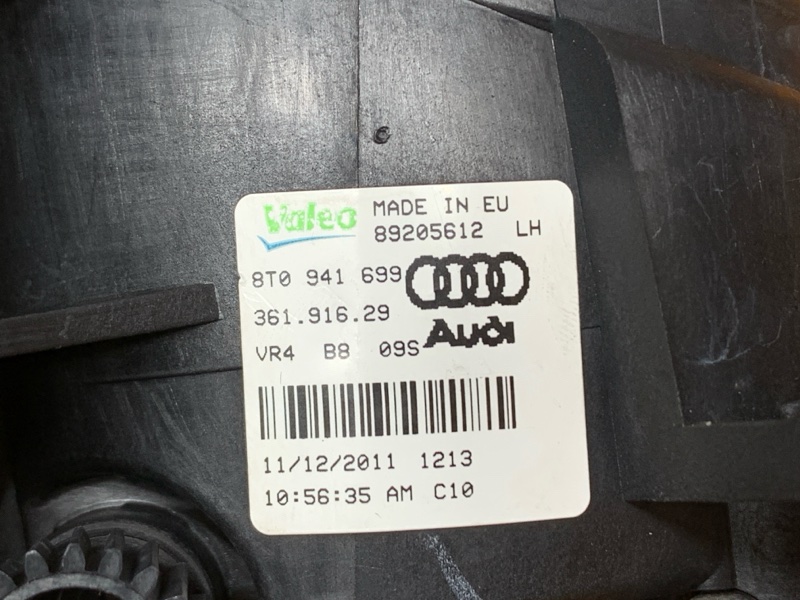 Valeo MADE IN EU
89205612 LH
8T0 941 699
361.916.29
Audi
VR4 B8 09S
11/12/2011 1213
10:56:35 AM C10